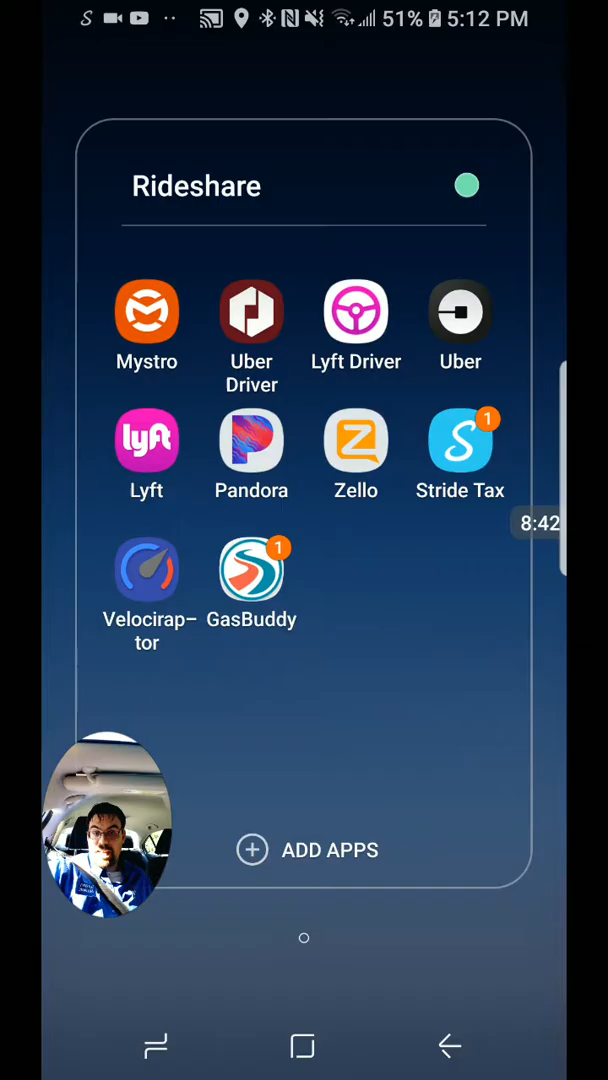 51% 5:12 PM
Rideshare
Mystro
Uber
Driver
Lyft Driver
Uber
lyft
Lyft
Pandora
Zello
1
Stride Tax
8:42
Velocirap-
tor
1
GasBuddy
ADD APPS